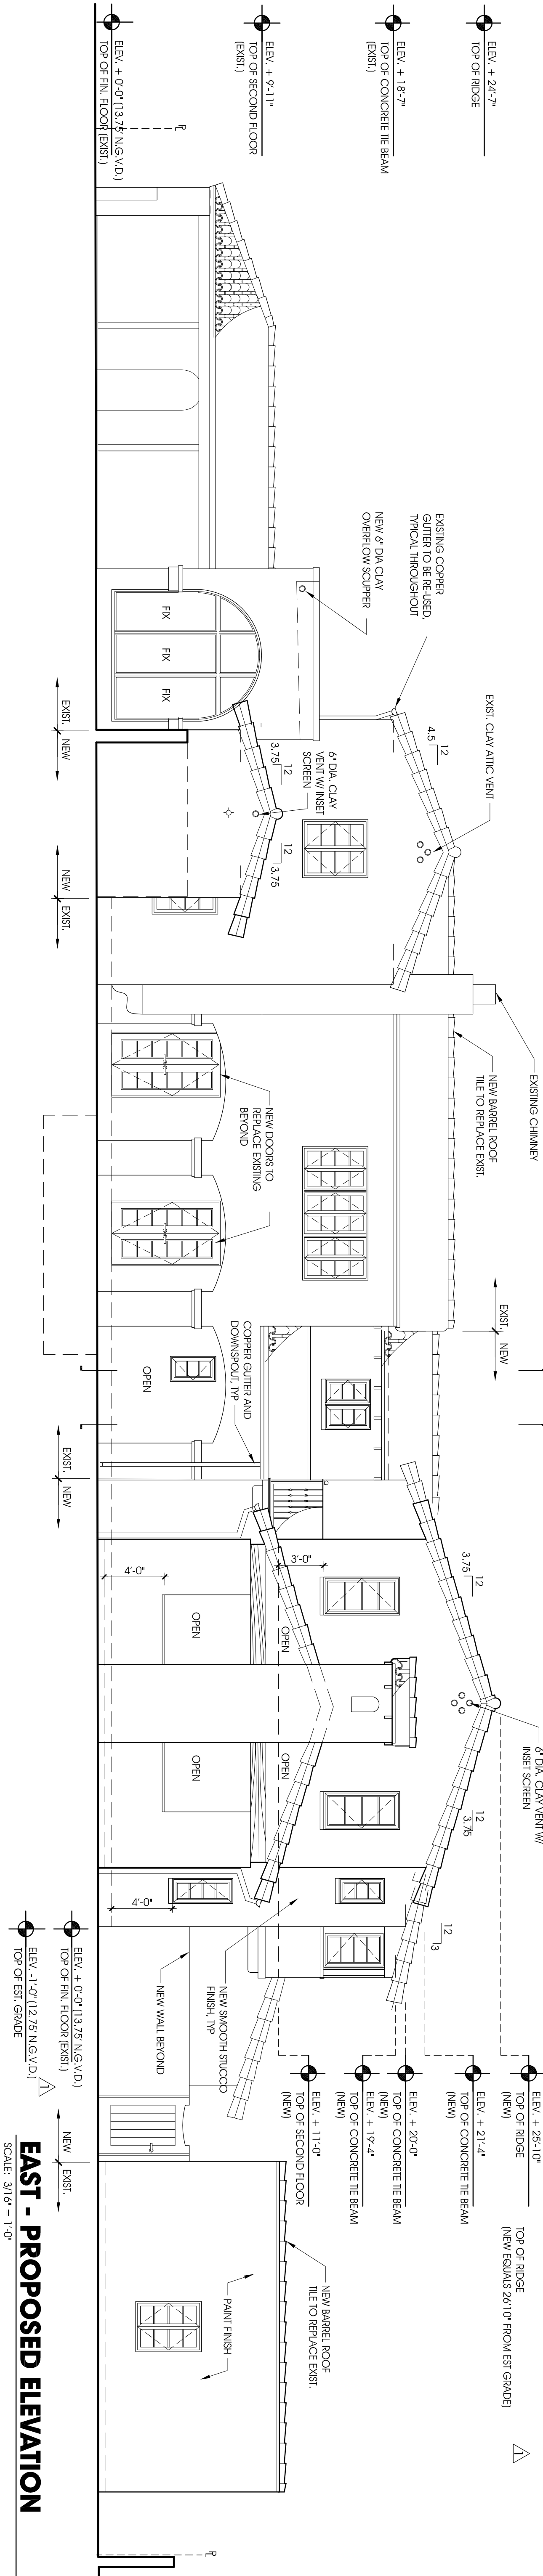 ELEV. + 24'-7"
TOP OF RIDGE
ELEV. + 18'-7"
TOP OF CONCRETE TIE BEAM
(EXIST.)
ELEV. + 9'-11"
TOP OF SECOND FLOOR
(EXIST.)
ELEV. + 0'-0" (13.75' N.G.V.D.)
TOP OF FIN. FLOOR (EXIST.)
PL
EXISTING COPPER
GUTTER TO BE RE-USED,
TYPICAL THROUGHOUT
NEW 6" DIA CLAY
OVERFLOW SCUPPER
FIX
FIX
FIX
EXIST.
NEW
EXIST. CLAY ATTIC VENT
12
4.5
6" DIA. CLAY
VENT W/ INSET
SCREEN
12
3.75
12
3.75
NEW
EXIST.
EXISTING CHIMNEY
NEW BARREL ROOF
TILE TO REPLACE EXIST.
NEW DOORS TO
REPLACE EXISTING
BEYOND
EXIST.
NEW
OPEN
COPPER GUTTER AND
DOWNSPOUT, TYP
EXIST.
NEW
12
3.75
3'-0"
4'-0"
OPEN
OPEN
OPEN
OPEN
6" DIA. CLAY VENT W/
INSET SCREEN
12
3.75
12
3
4'-0"
NEW SMOOTH STUCCO
FINISH, TYP
NEW WALL BEYOND
ELEV. + 25'-10"
TOP OF RIDGE
(NEW)
TOP OF RIDGE
(NEW EQUALS 26'10" FROM EST GRADE)
1
ELEV. + 21'-4"
TOP OF CONCRETE TIE BEAM
(NEW)
ELEV. + 20'-0"
TOP OF CONCRETE TIE BEAM
(NEW)
ELEV. + 19'-4"
TOP OF CONCRETE TIE BEAM
(NEW)
ELEV. + 11'-0"
TOP OF SECOND FLOOR
(NEW)
ELEV. + 0'-0" (13.75' N.G.V.D.)
TOP OF FIN. FLOOR (EXIST.)
ELEV. -1'-0" (12.75' N.G.V.D.)
TOP OF EST. GRADE
1
NEW
EXIST.
NEW BARREL ROOF
TILE TO REPLACE EXIST.
PAINT FINISH
PL
EAST - PROPOSED ELEVATION
SCALE: 3/16" = 1'-0"